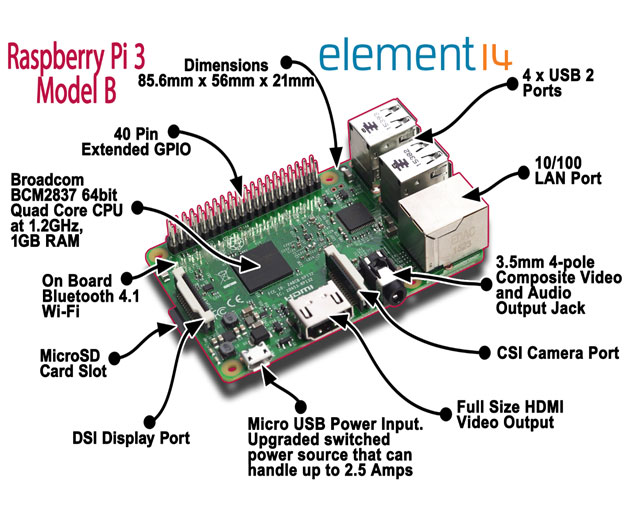 Raspberry Pi 3
Model B
element14
Dimensions
85.6mm x 56mm x 21mm
4 x USB 2
Ports
40 Pin
Extended GPIO
10/100
LAN Port
Broadcom
BCM2837 64bit
Quad Core CPU
at 1.2GHz,
1GB RAM
On Board
Bluetooth 4.1
Wi-Fi
3.5mm 4-pole
Composite Video
and Audio
Output Jack
MicroSD
Card Slot
CSI Camera Port
DSI Display Port
Micro USB Power Input.
Upgraded switched
power source that can
handle up to 2.5 Amps
Full Size HDMI
Video Output
HDMI